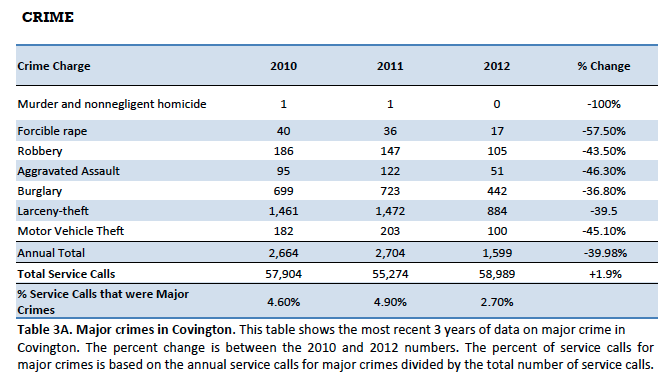 CRIME
Crime Charge 2010 2011 2012 % Change
Murder and nonnegligent homicide 1 1 0 -100%
Forcible rape 40 36 17 -57.50%
Robbery 186 147 105 -43.50%
Aggravated Assault 95 122 51 -46.30%
Burglary 699 723 442 -36.80%
Larceny-theft 1,461 1,472 884 -39.5
Motor Vehicle Theft 182 203 100 -45.10%
Annual Total 2,664 2,704 1,599 -39.98%
Total Service Calls 57,904 55,274 58,989 +1.9%
% Service Calls that were Major
Crimes 4.60% 4.90% 2.70%
Table 3A. Major crimes in Covington. This table shows the most recent 3 years of data on major crime in
Covington. The percent change is between the 2010 and 2012 numbers. The percent of service calls for
major crimes is based on the annual service calls for major crimes divided by the total number of service calls.